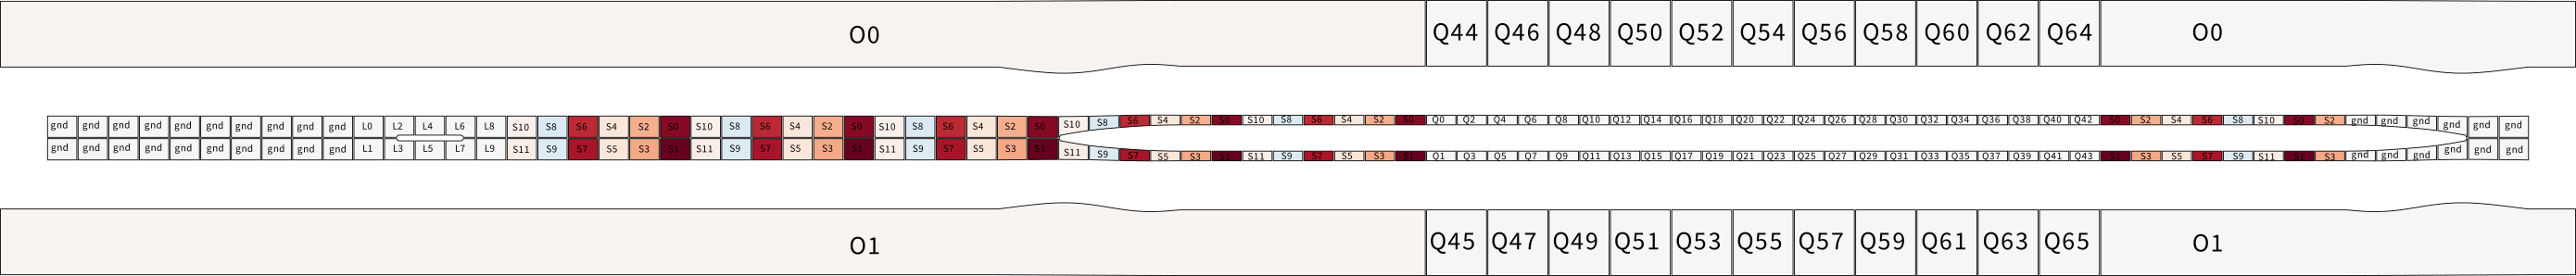 O0 Q44 Q46 Q48 Q50 Q52 Q54 Q56 Q58 Q60 Q62 Q64 O0
gnd gnd gnd gnd gnd gnd gnd gnd gnd gnd L0 L2 L4 L6 L8 S10 S8 S6 S4 S2 S0 S10 S8 S6 S4 S2 S0 S10 S8 S6 S4 S2 S0 S10 S8 S6 S4 S2 S0 S10 S8 S6 S4 S2 S0 Q0 Q2 Q4 Q6 Q8 Q10 Q12 Q14 Q16 Q18 Q20 Q22 Q24 Q26 Q28 Q30 Q32 Q34 Q36 Q38 Q40 Q42 S0 S2 S4 S6 S8 S10 S0 S2 gnd gnd gnd gnd gnd gnd
gnd gnd gnd gnd gnd gnd gnd gnd gnd gnd L1 L3 L5 L7 L9 S11 S9 S7 S5 S3 S1 S11 S9 S7 S5 S3 S1 S11 S9 S7 S5 S3 S1 S11 S9 S7 S5 S3 S1 S11 S9 S7 S5 S3 S1 Q1 Q3 Q5 Q7 Q9 Q11 Q13 Q15 Q17 Q19 Q21 Q23 Q25 Q27 Q29 Q31 Q33 Q35 Q37 Q39 Q41 Q43 S1 S3 S5 S7 S9 S11 S1 S3 gnd gnd gnd gnd gnd gnd
O1 Q45 Q47 Q49 Q51 Q53 Q55 Q57 Q59 Q61 Q63 Q65 O1